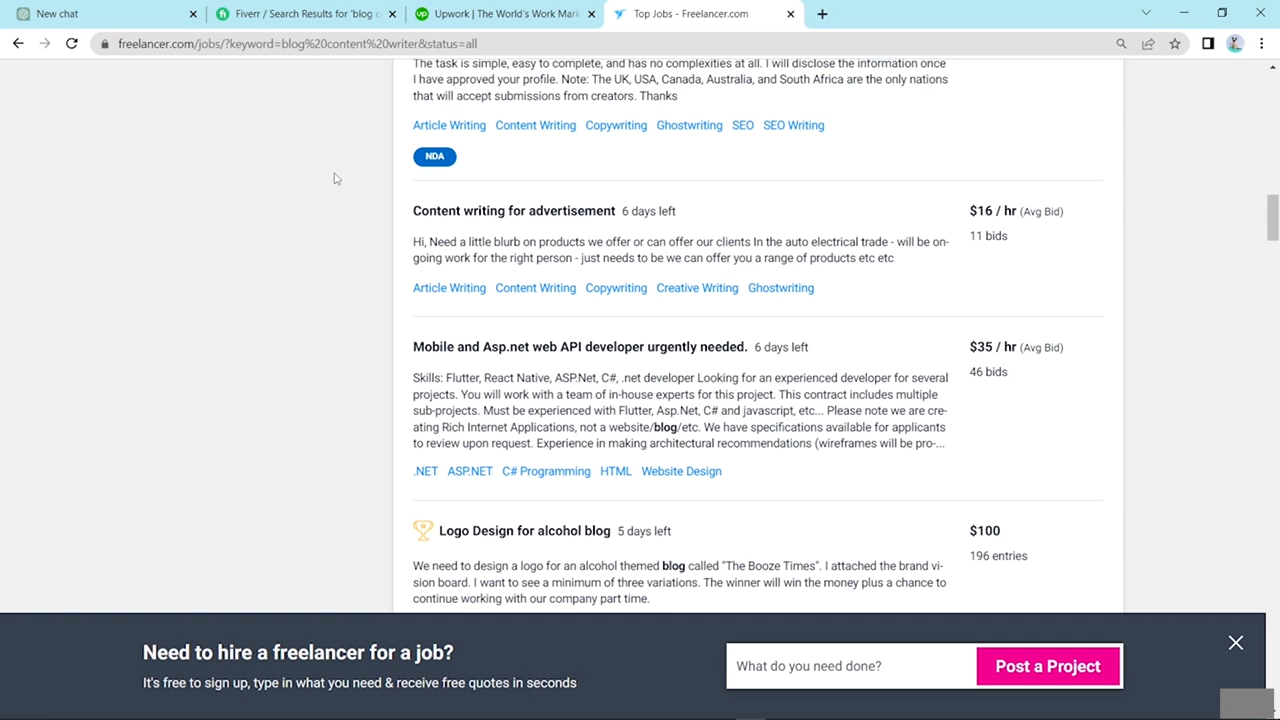 New chat
Fiverr / Search Results for 'blog c
Upwork | The World's Work Mark
Top Jobs - Freelancer.com
freelancer.com/jobs/?keyword=blog%20content%20writer&status=all
The task is simple, easy to complete, and has no complexities at all. I will disclose the information once
I have approved your profile. Note: The UK, USA, Canada, Australia, and South Africa are the only nations
that will accept submissions from creators. Thanks
Article Writing Content Writing Copywriting Ghostwriting SEO SEO Writing
NDA
Content writing for advertisement 6 days left $16 / hr (Avg Bid)
11 bids
Hi, Need a little blurb on products we offer or can offer our clients In the auto electrical trade - will be on-
going work for the right person - just needs to be we can offer you a range of products etc etc
Article Writing Content Writing Copywriting Creative Writing Ghostwriting
Mobile and Asp.net web API developer urgently needed. 6 days left $35 / hr (Avg Bid)
46 bids
Skills: Flutter, React Native, ASP.Net, C#, .net developer Looking for an experienced developer for several
projects. You will work with a team of in-house experts for this project. This contract includes multiple
sub-projects. Must be experienced with Flutter, Asp.Net, C# and javascript, etc... Please note we are cre-
ating Rich Internet Applications, not a website/blog/etc. We have specifications available for applicants
to review upon request. Experience in making architectural recommendations (wireframes will be pro-...
.NET ASP.NET C# Programming HTML Website Design
Logo Design for alcohol blog 5 days left $100
196 entries
We need to design a logo for an alcohol themed blog called "The Booze Times". I attached the brand vi-
sion board. I want to see a minimum of three variations. The winner will win the money plus a chance to
continue working with our company part time.
Need to hire a freelancer for a job?
It's free to sign up, type in what you need & receive free quotes in seconds
What do you need done?
Post a Project